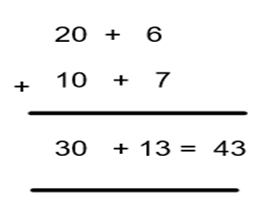 20 + 6
+ 10 + 7
30 + 13 = 43